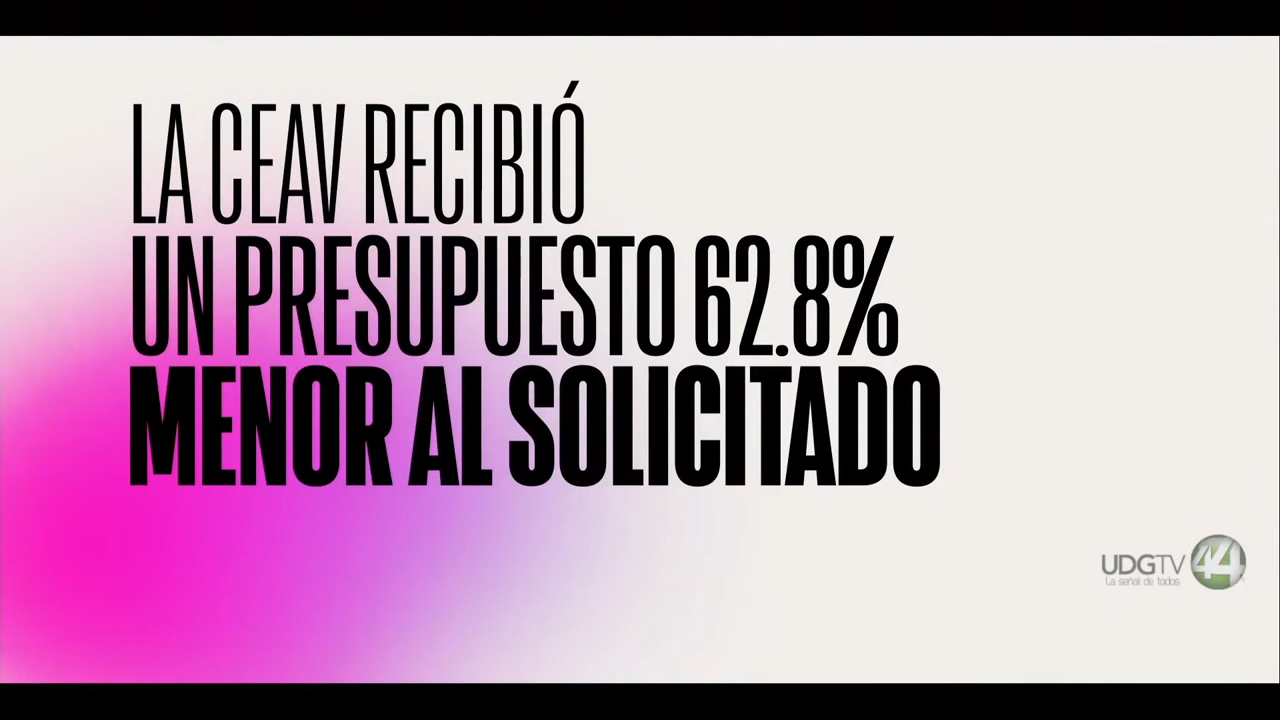 LA CEAV RECIBIÓ
UN PRESUPUESTO 62.8%
MENOR AL SOLICITADO
UDGTV 44
La señal de todos